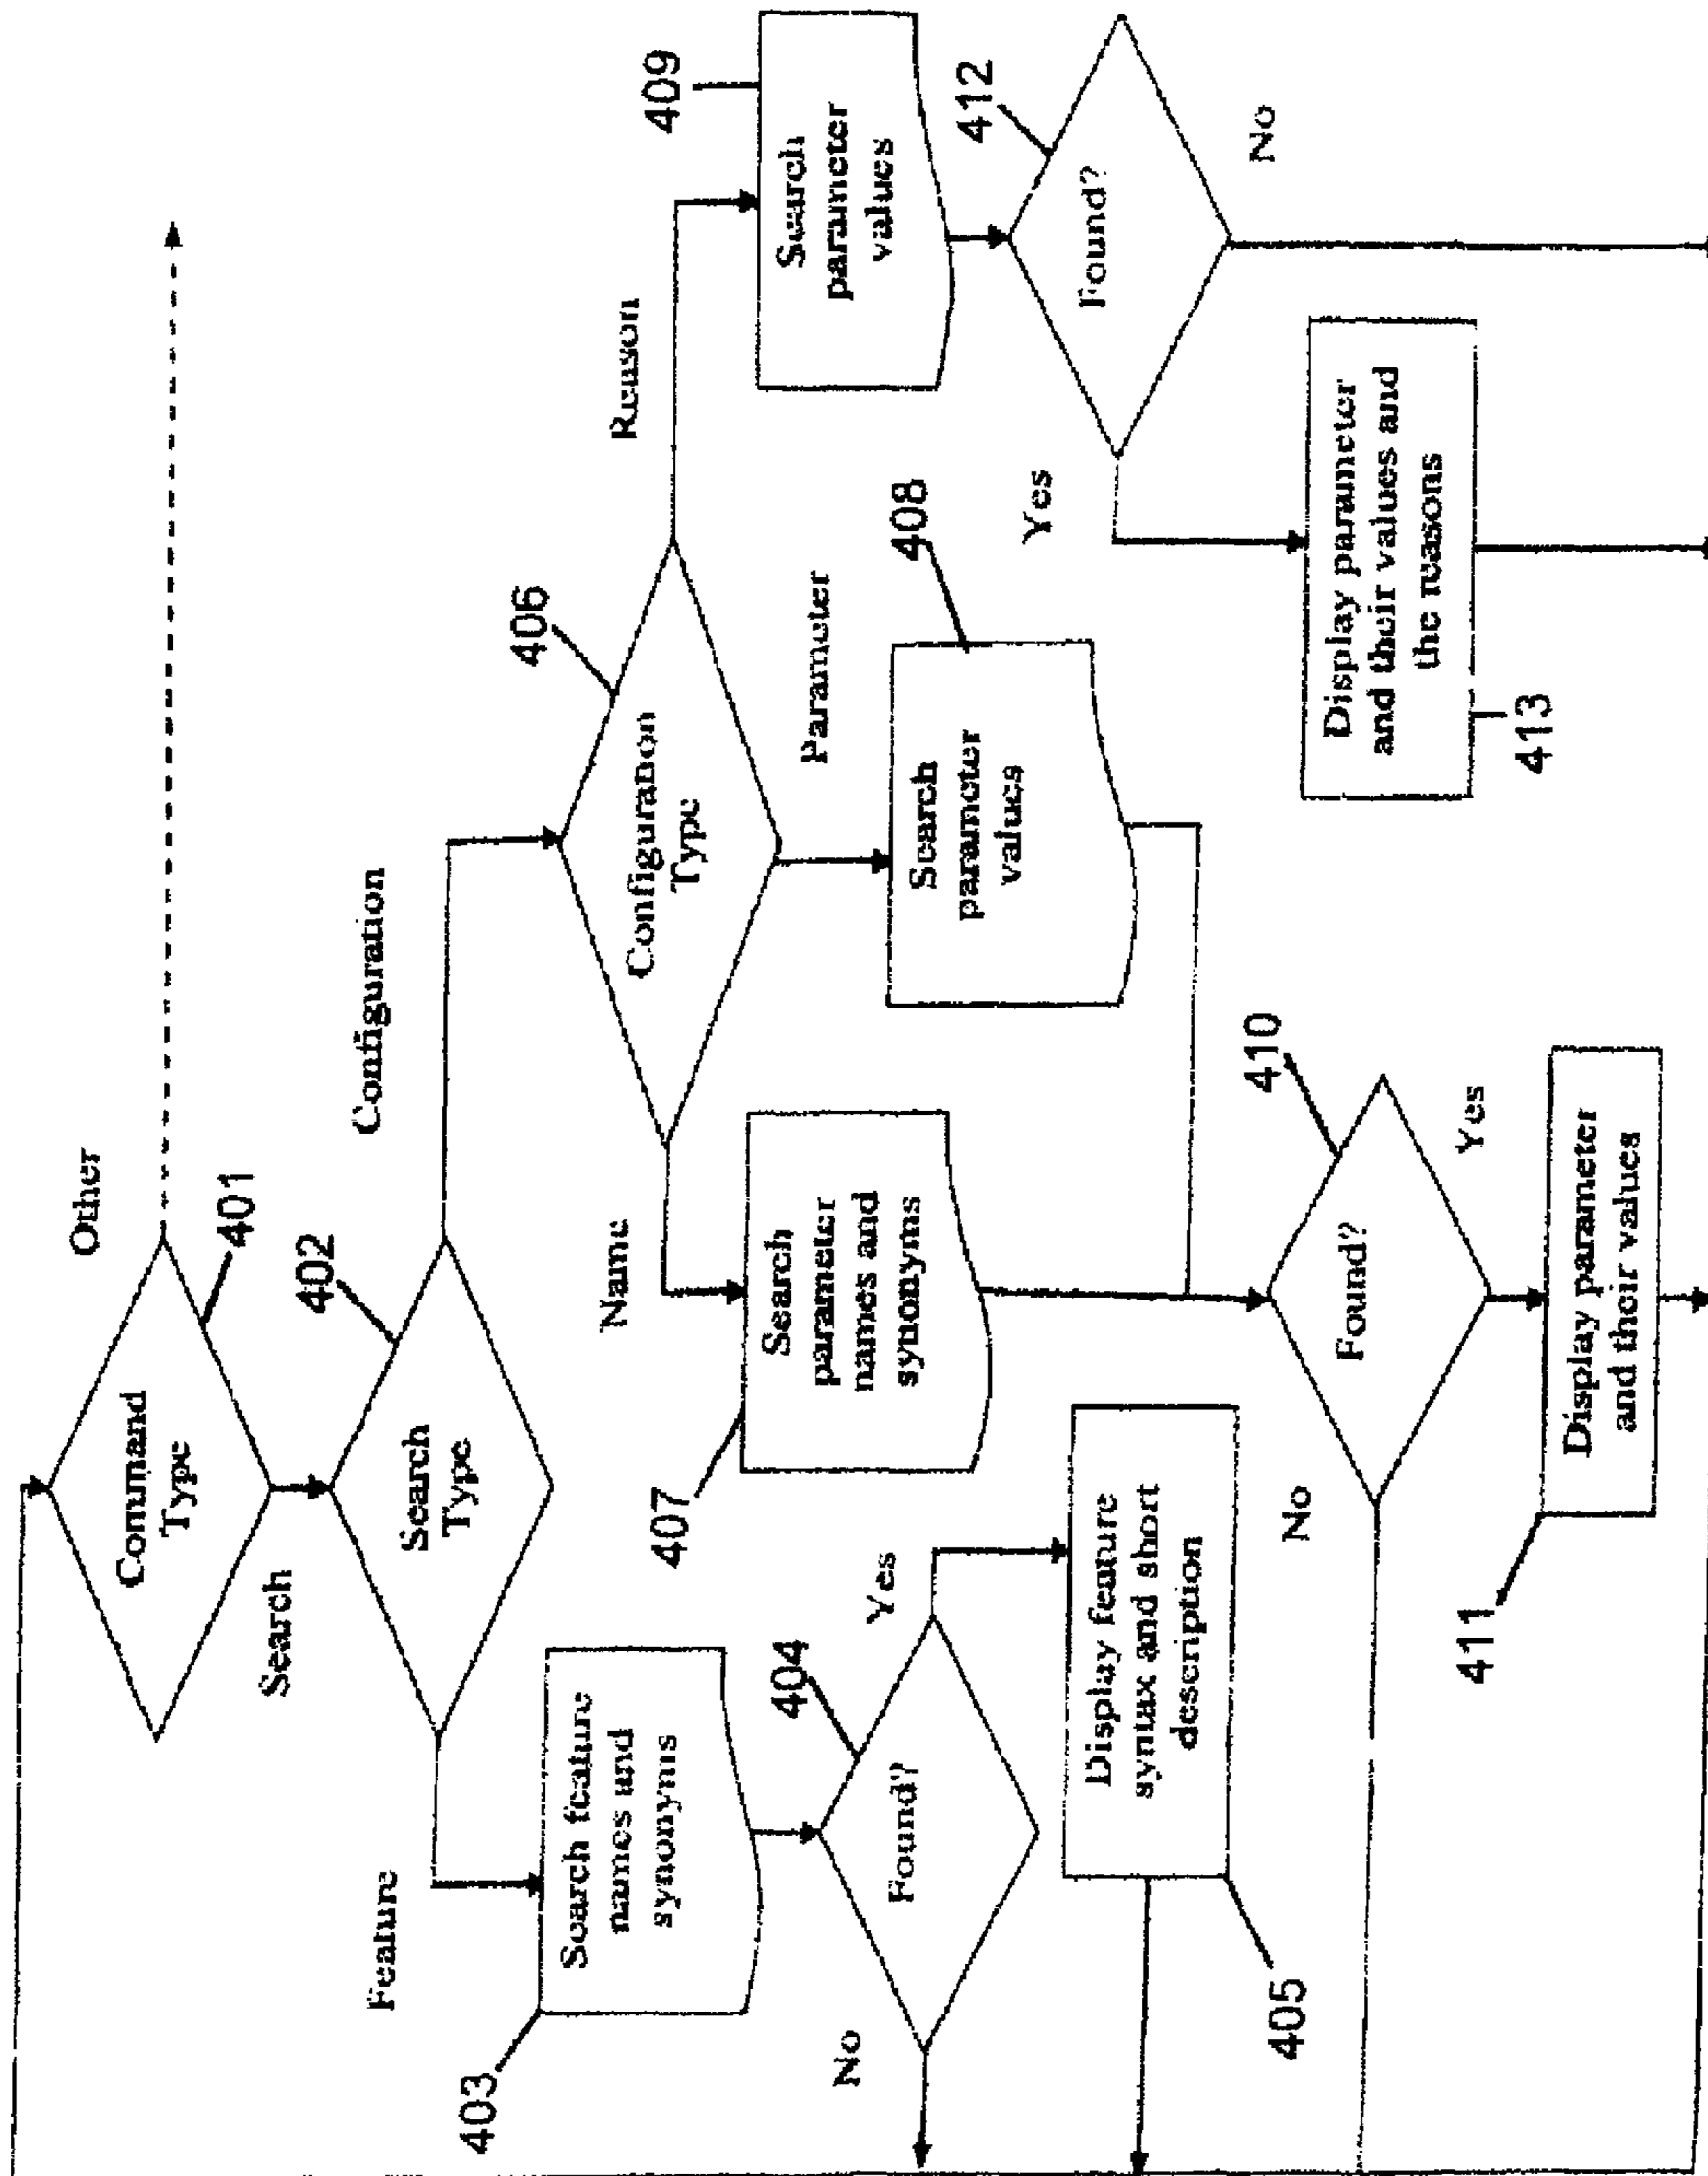 Other
Command
Type
401
Search
402
Search
Type
Configuration
Feature
403
Search feature
names and
synonyms
406
Configuration
Type
Name
Reason
Parameter
407
Search
parameter
names and
synonyms
408
Search
parameter
values
409
Search
parameter
values
404
Found?
No
Yes
Display feature
syntax and short
description
405
412
Found?
Yes
No
Display parameter
and their values and
the reasons
413
410
Found?
No
Yes
Display parameter
and their values
411